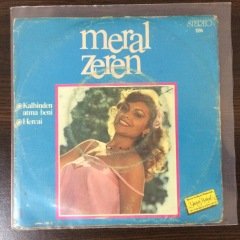 meral
STEREO
zeren
Kalbinden
atma beni
Hercai